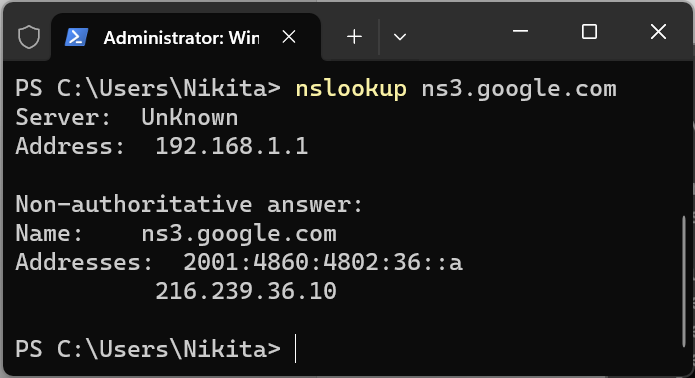 Administrator: Win
PS C:\Users\Nikita> nslookup ns3.google.com
Server:  UnKnown
Address:  192.168.1.1

Non-authoritative answer:
Name:    ns3.google.com
Addresses:  2001:4860:4802:36::a
          216.239.36.10

PS C:\Users\Nikita>